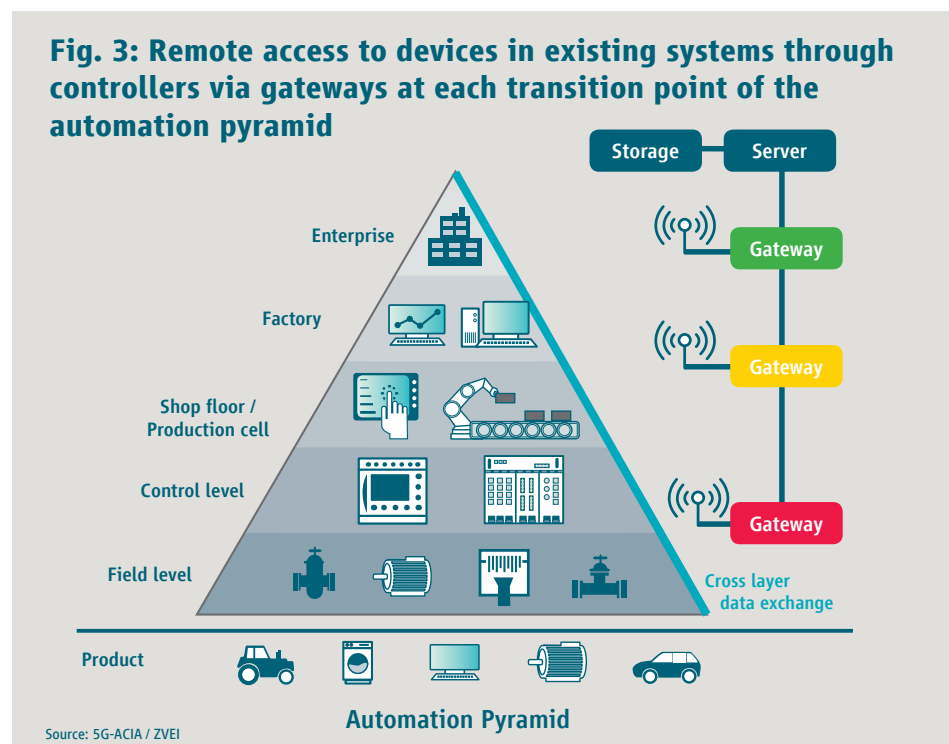 Fig. 3: Remote access to devices in existing systems through
controllers via gateways at each transition point of the
automation pyramid
Storage
Server
Enterprise
Gateway
Factory
Gateway
Shop floor /
Production cell
Control level
Gateway
Field level
Cross layer
data exchange
Product
Automation Pyramid
Source: 5G-ACIA / ZVEI